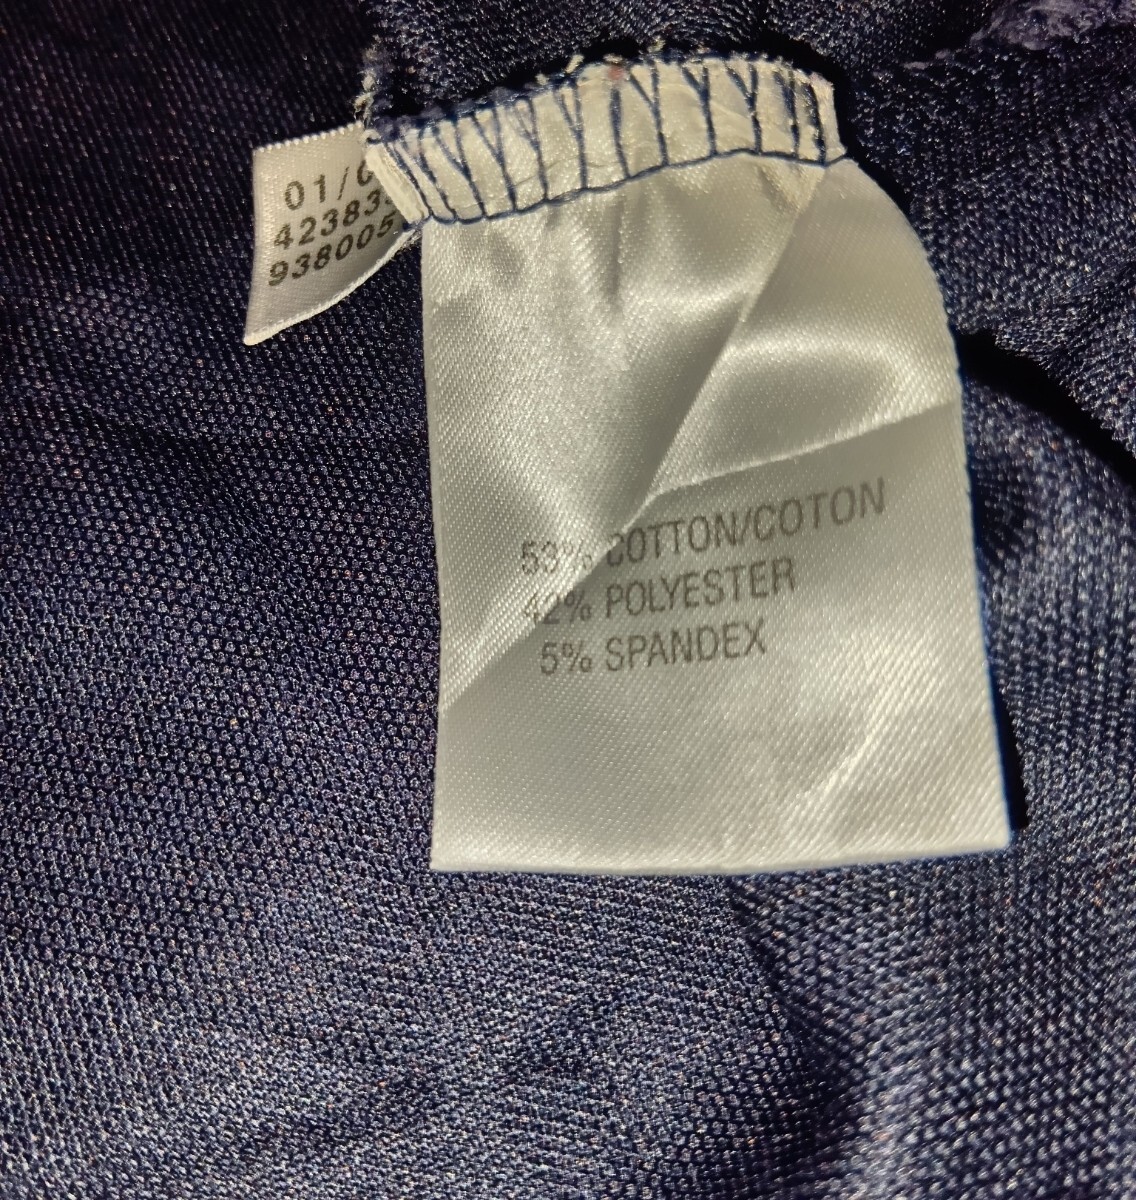 01/0
42383
938005
53% COTTON/COTON
42% POLYESTER
5% SPANDEX